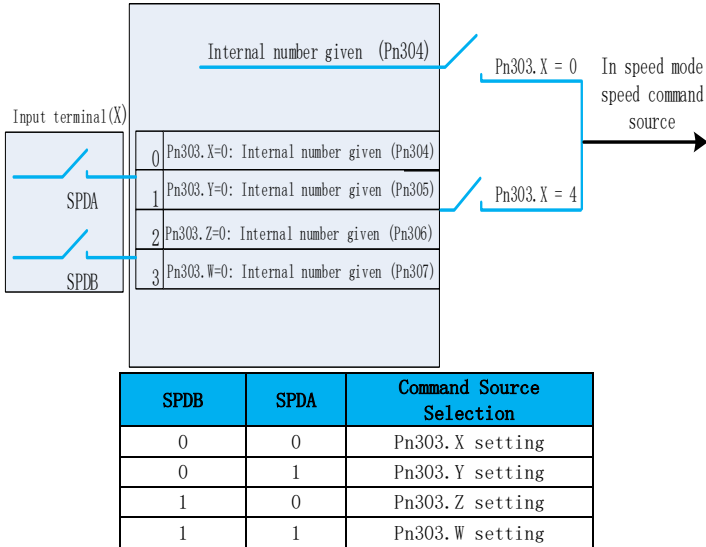 Internal number given (Pn304)
Pn303.X = 0
In speed mode
speed command
source
Input terminal(X)
SPDA
SPDB
0 Pn303.X=0: Internal number given (Pn304)
1 Pn303.Y=0: Internal number given (Pn305)
2 Pn303.Z=0: Internal number given (Pn306)
3 Pn303.W=0: Internal number given (Pn307)
Pn303.X = 4
SPDB SPDA Command Source
Selection
0 0 Pn303.X setting
0 1 Pn303.Y setting
1 0 Pn303.Z setting
1 1 Pn303.W setting